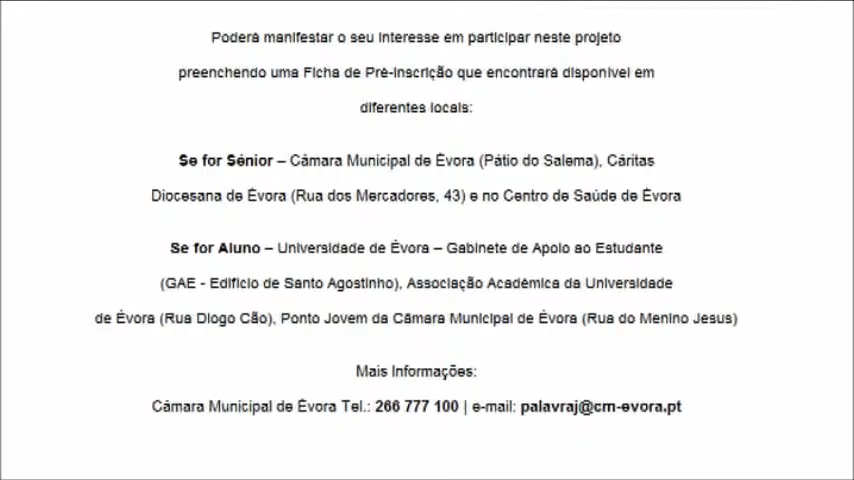 Poderá manifestar o seu interesse em participar neste projeto
preenchendo uma Ficha de Pré-Inscrição que encontrará disponível em
diferentes locais:
Se for Sénior – Câmara Municipal de Évora (Pátio do Salema), Cáritas
Diocesana de Évora (Rua dos Mercadores, 43) e no Centro de Saúde de Évora
Se for Aluno – Universidade de Évora – Gabinete de Apoio ao Estudante
(GAE - Edifício de Santo Agostinho), Associação Académica da Universidade
de Évora (Rua Diogo Cão), Ponto Jovem da Câmara Municipal de Évora (Rua do Menino Jesus)
Mais Informações:
Câmara Municipal de Évora Tel.: 266 777 100 | e-mail: palavraj@cm-evora.pt